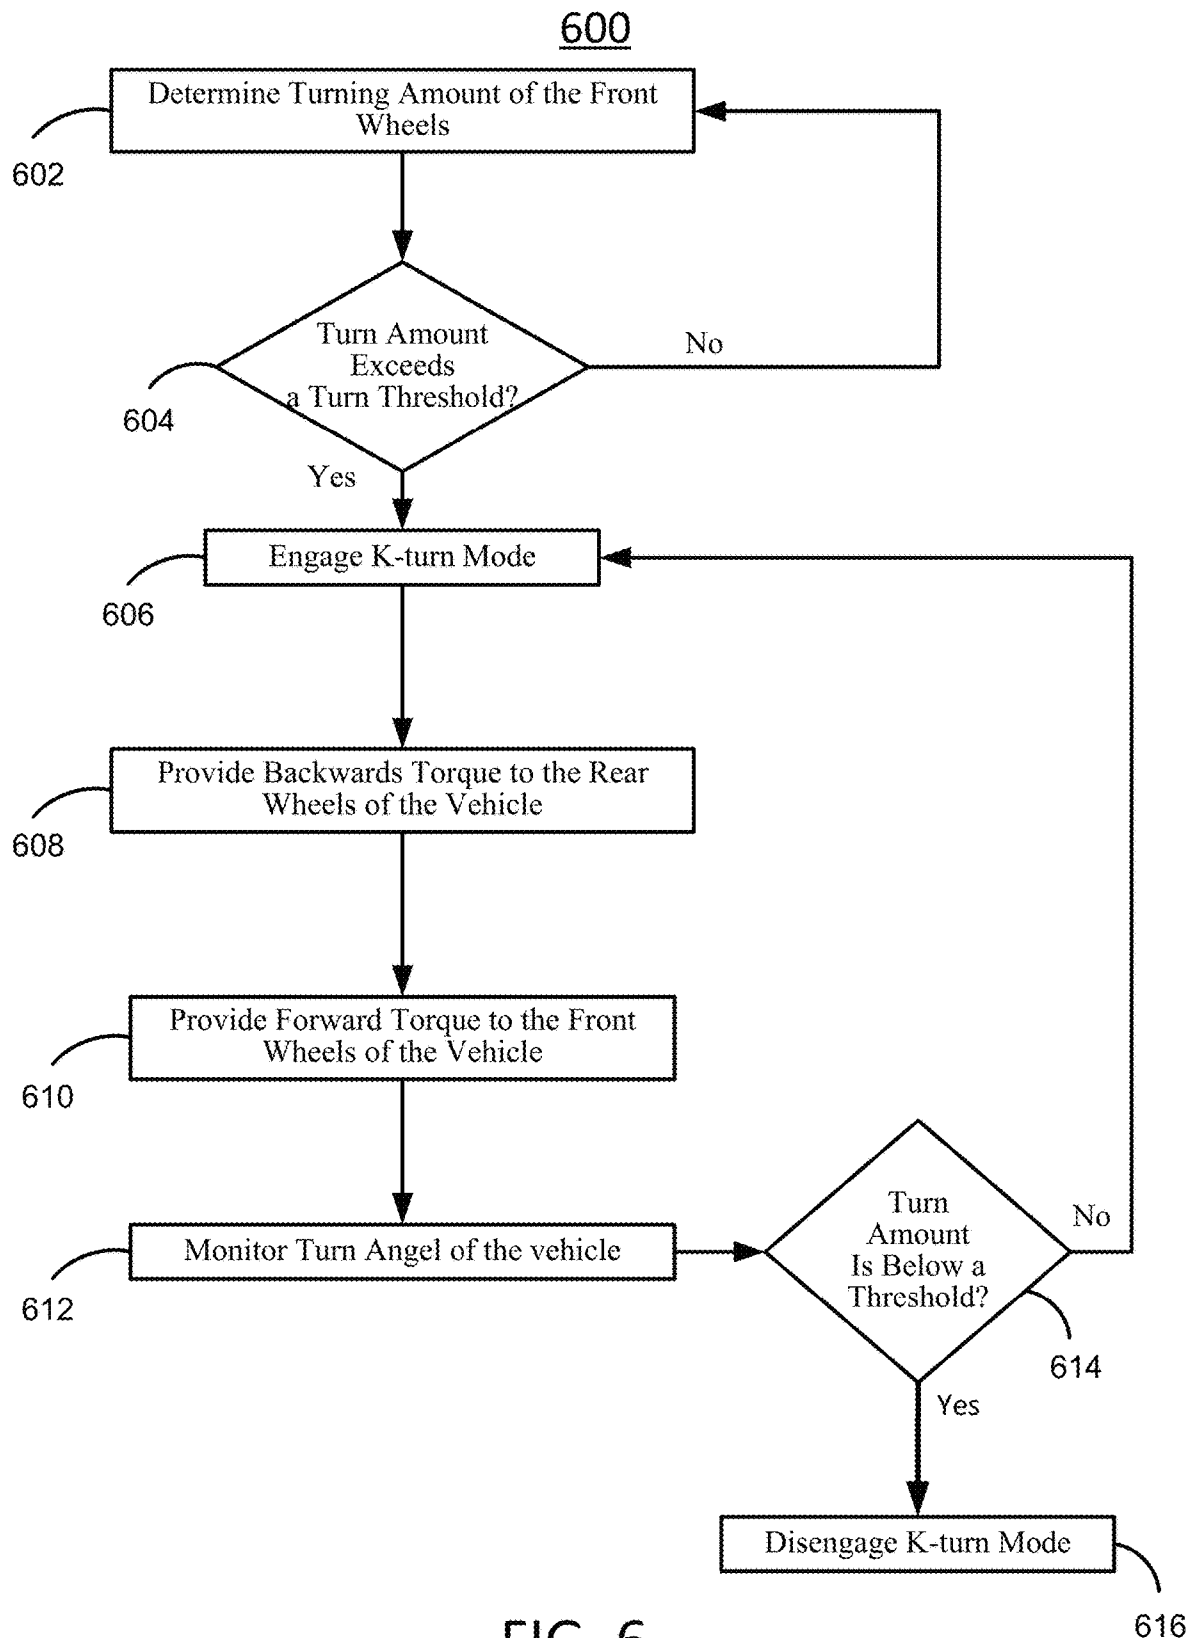 600
Determine Turning Amount of the Front
Wheels
602
Turn Amount
Exceeds
a Turn Threshold?
No
604
Yes
Engage K-turn Mode
606
Provide Backwards Torque to the Rear
Wheels of the Vehicle
608
Provide Forward Torque to the Front
Wheels of the Vehicle
610
Monitor Turn Angel of the vehicle
612
Turn
Amount
Is Below a
Threshold?
No
614
Yes
Disengage K-turn Mode
616
FIG. 6